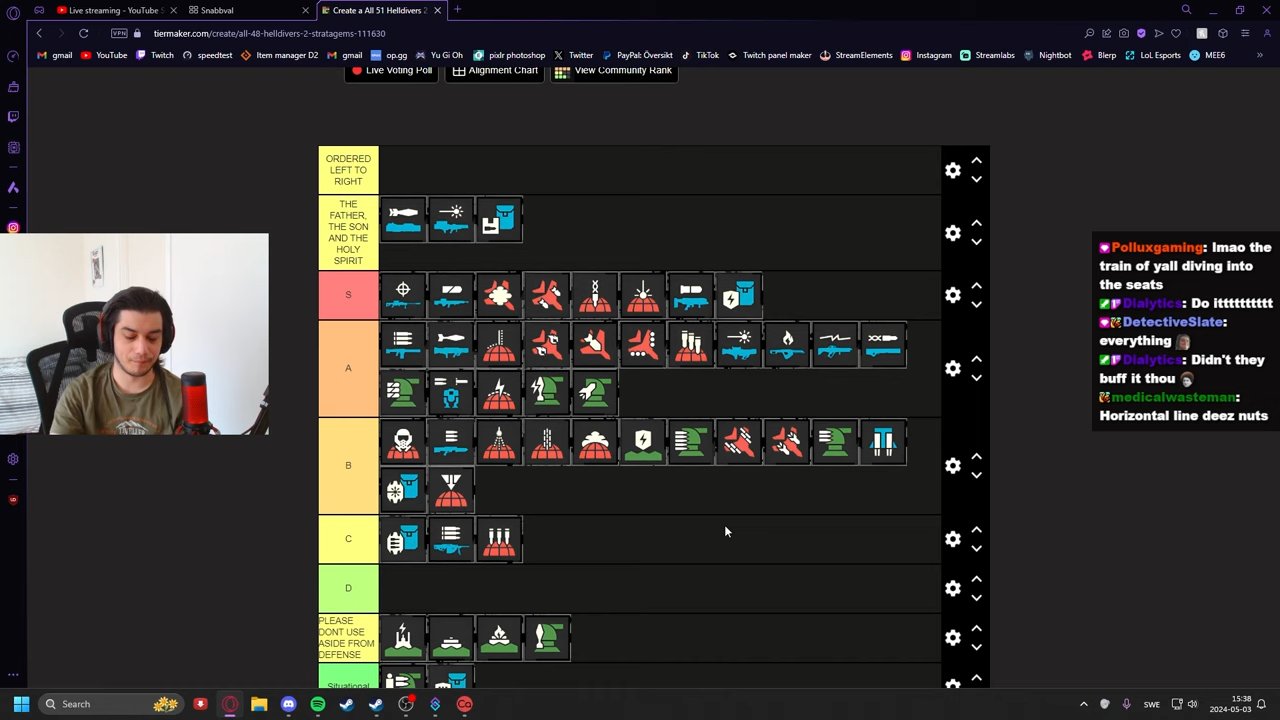 Live streaming - YouTube S
Snabbval
Create a All 51 Helldivers 2
VPN
tiermaker.com/create/all-48-helldivers-2-stratagems-111630
gmail
YouTube
Twitch
speedtest
Item Manager D2
Yu Gi Oh
gmail
op.gg
pixlr photoshop
Twitter
PayPal: Översikt
TikTok
Twitch panel maker
StreamElements
Instagram
Streamlabs
Nightbot
Blerp
LoL Esports
MEE6
Live Voting Poll
Alignment Chart
View Community Rank
ORDERED
LEFT TO
RIGHT
THE
FATHER,
THE SON
AND THE
HOLY
SPIRIT
S
A
B
C
D
PLEASE
DONT USE
ASIDE FROM
DEFENSE
Situational
Polluxgaming: lmao the
train of yall diving into
the seats
Dialytics: Do itttttttttt
DetectiveSlate:
everything
Dialytics: Didn't they
buff it thou
medicalwasteman:
Horizontal line deez nuts
Search
SWE
15:38
2024-05-03